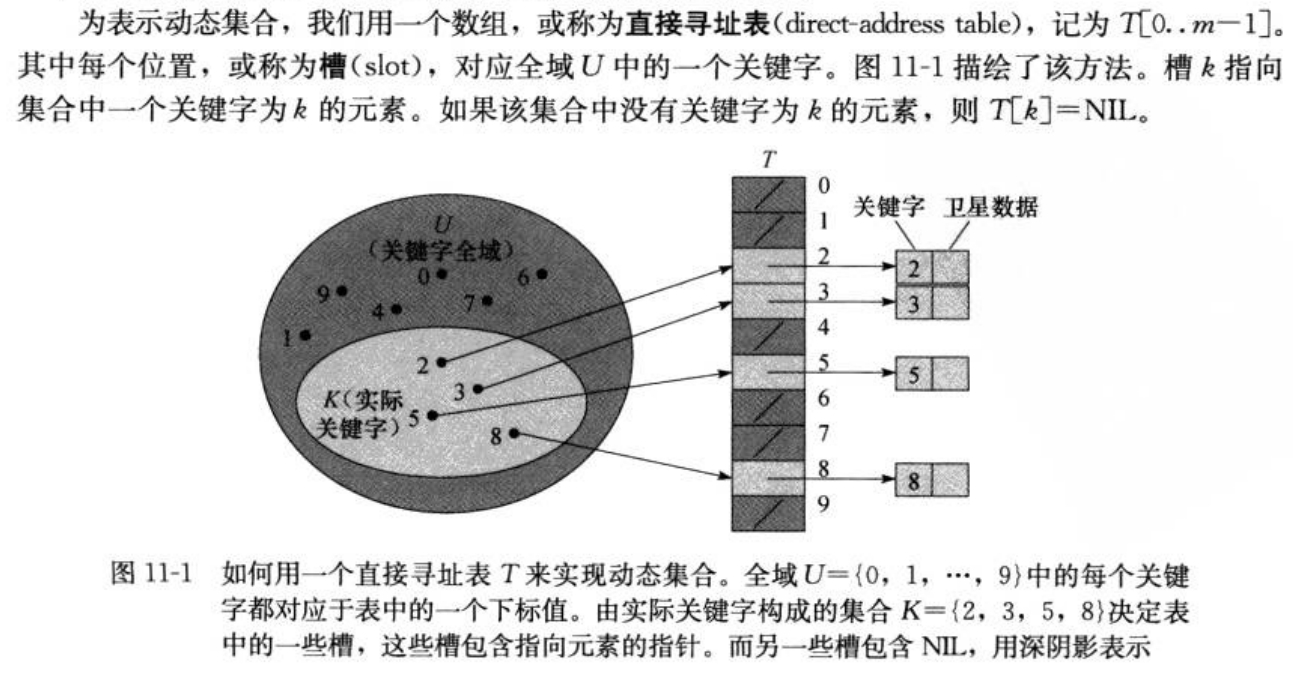 为表示动态集合，我们用一个数组，或称为直接寻址表(direct-address table)，记为 T[0..m-1]。
其中每个位置，或称为槽(slot)，对应全域U 中的一个关键字。图 11-1 描绘了该方法。槽 k 指向
集合中一个关键字为k 的元素。如果该集合中没有关键字为 k 的元素，则 T[k]=NIL。
T
U
（关键字全域）
0
6
9
4
7
1
2
3
K（实际
关键字）
5
8
0
1
2
3
4
5
6
7
8
9
关键字 卫星数据
2
3
5
8
图 11-1 如何用一个直接寻址表 T 来实现动态集合。全域U={0，1，…，9}中的每个关键
字都对应于表中的一个下标值。由实际关键字构成的集合 K={2，3，5，8}决定表
中的一些槽，这些槽包含指向元素的指针。而另一些槽包含 NIL，用深阴影表示